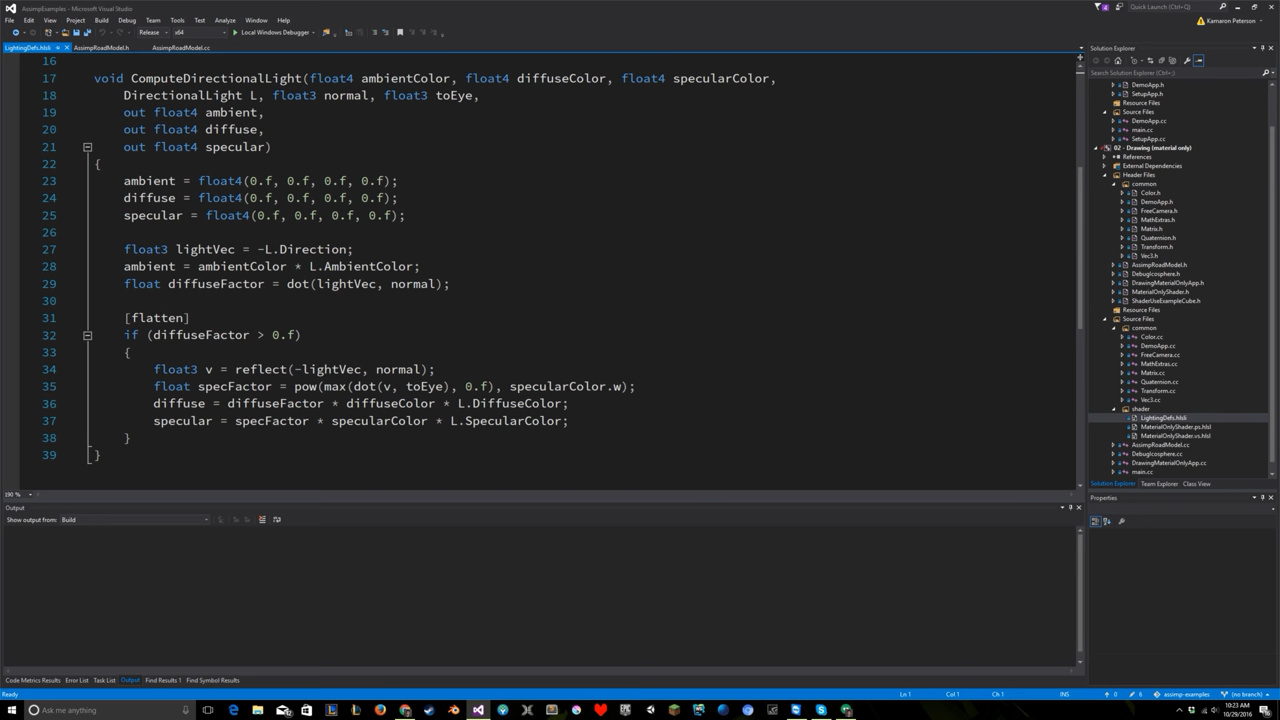 AssimpExamples - Microsoft Visual Studio
4
Quick Launch (Ctrl+Q)
File Edit View Project Build Debug Team Tools Test Analyze Window Help
Kamaron Peterson
Release x64 Local Windows Debugger
LightingDefs.hlsli AssimpRoadModel.h AssimpRoadModel.cc
16
17 void ComputeDirectionalLight(float4 ambientColor, float4 diffuseColor, float4 specularColor,
18 DirectionalLight L, float3 normal, float3 toEye,
19 out float4 ambient,
20 out float4 diffuse,
21 out float4 specular)
22 {
23 ambient = float4(0.f, 0.f, 0.f, 0.f);
24 diffuse = float4(0.f, 0.f, 0.f, 0.f);
25 specular = float4(0.f, 0.f, 0.f, 0.f);
26
27 float3 lightVec = -L.Direction;
28 ambient = ambientColor * L.AmbientColor;
29 float diffuseFactor = dot(lightVec, normal);
30
31 [flatten]
32 if (diffuseFactor > 0.f)
33 {
34 float3 v = reflect(-lightVec, normal);
35 float specFactor = pow(max(dot(v, toEye), 0.f), specularColor.w);
36 diffuse = diffuseFactor * diffuseColor * L.DiffuseColor;
37 specular = specFactor * specularColor * L.SpecularColor;
38 }
39 }
190 %
Output
Show output from: Build
Code Metrics Results Error List Task List Output Find Results 1 Find Symbol Results
Solution Explorer
Search Solution Explorer (Ctrl+;)
DemoApp.h
SetupApp.h
Resource Files
Source Files
DemoApp.cc
main.cc
SetupApp.cc
02 - Drawing (material only)
References
External Dependencies
Header Files
common
Color.h
DemoApp.h
FreeCamera.h
MathExtras.h
Matrix.h
Quaternion.h
Transform.h
Vec3.h
AssimpRoadModel.h
DebugIcosphere.h
DrawingMaterialOnlyApp.h
MaterialOnlyShader.h
ShaderUseExampleCube.h
Resource Files
Source Files
common
Color.cc
DemoApp.cc
FreeCamera.cc
MathExtras.cc
Matrix.cc
Quaternion.cc
Transform.cc
Vec3.cc
shader
LightingDefs.hlsli
MaterialOnlyShader.ps.hlsl
MaterialOnlyShader.vs.hlsl
AssimpRoadModel.cc
DebugIcosphere.cc
DrawingMaterialOnlyApp.cc
main.cc
Solution Explorer Team Explorer Class View
Properties
Ready Ln 1 Col 1 Ch 1 INS 0 6 assimp-examples (no branch)
Ask me anything
10:23 AM
10/29/2016